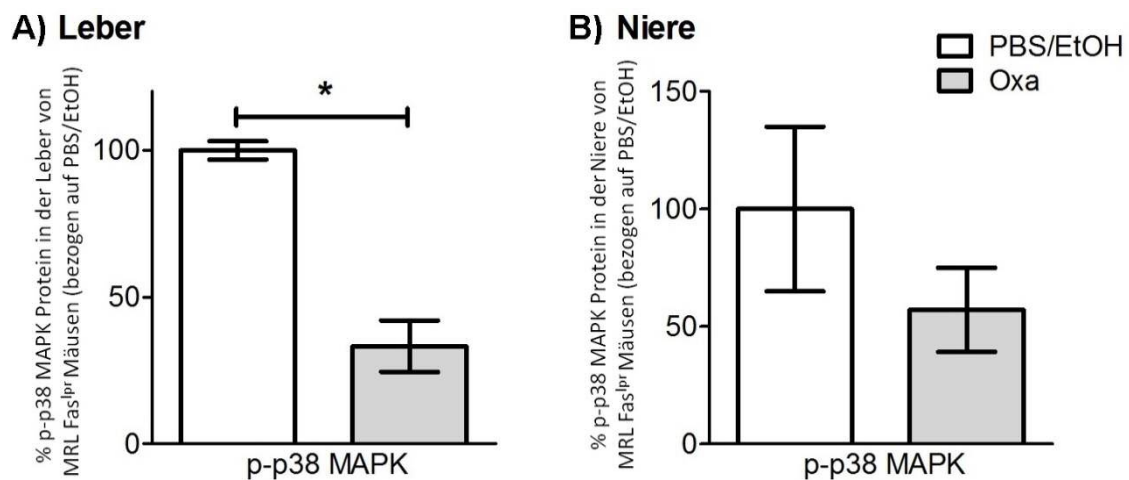 A) Leber
% p-p38 MAPK Protein in der Leber von
MRL Faslpr Mäusen (bezogen auf PBS/EtOH)
100
50
0
*
p-p38 MAPK
B) Niere
PBS/EtOH
Oxa
% p-p38 MAPK Protein in der Niere von
MRL Faslpr Mäusen (bezogen auf PBS/EtOH)
150
100
50
0
p-p38 MAPK